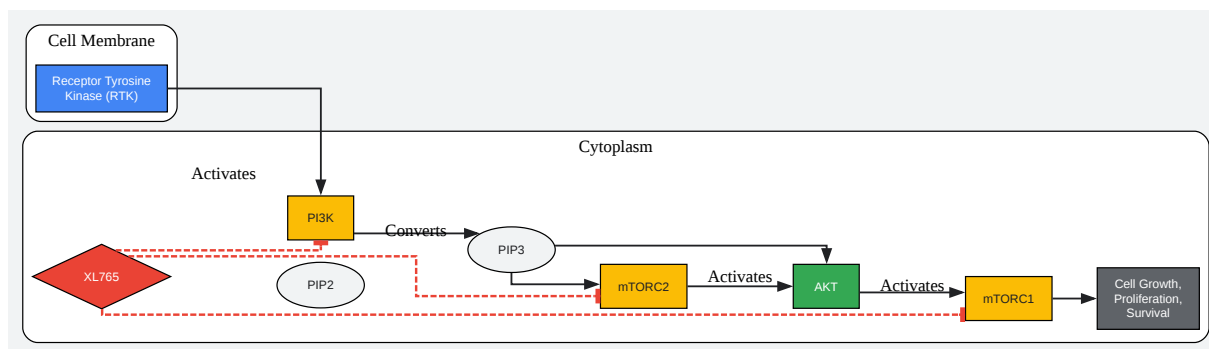 Cell Membrane
Receptor Tyrosine
Kinase (RTK)
Cytoplasm
Activates
PI3K
Converts
PIP3
XL765
PIP2
mTORC2
Activates
AKT
Activates
mTORC1
Cell Growth,
Proliferation,
Survival